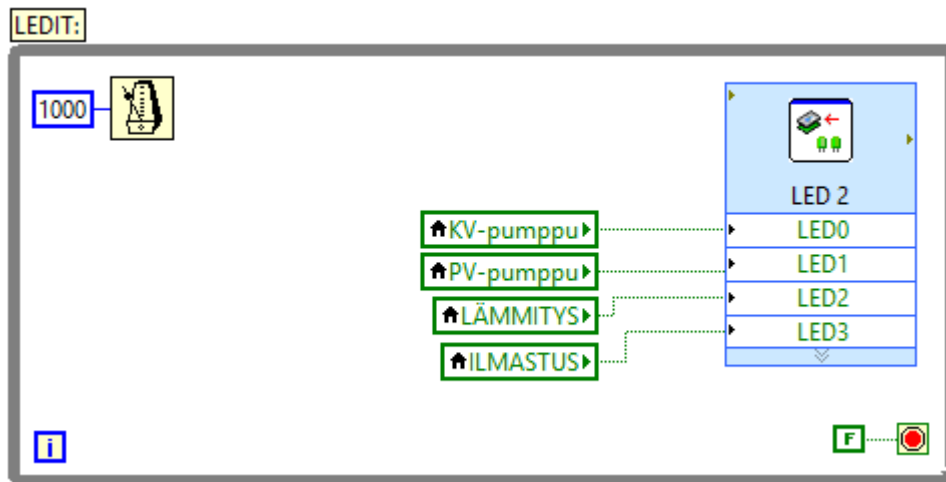 LEDIT:
1000
LED 2
KV-pumppu
LED0
PV-pumppu
LED1
LÄMMITYS
LED2
ILMASTUS
LED3
i
F